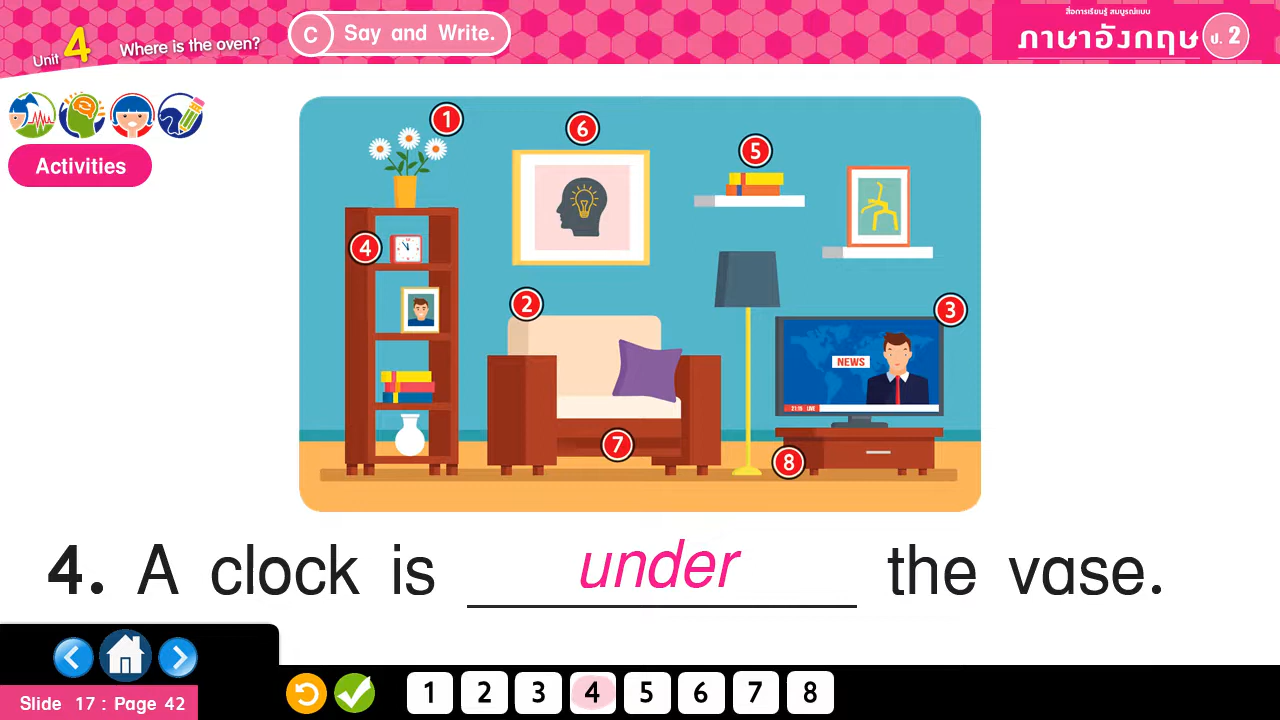 Unit 4 Where is the oven?
C Say and Write.
สื่อการเรียนรู้ สมบูรณ์แบบ
ภาษาอังกฤษ ป. 2
Activities
1
6
5
4
2
3
NEWS
21:15 LIVE
7
8
4. A clock is under the vase.
Slide 17 : Page 42
1 2 3 4 5 6 7 8